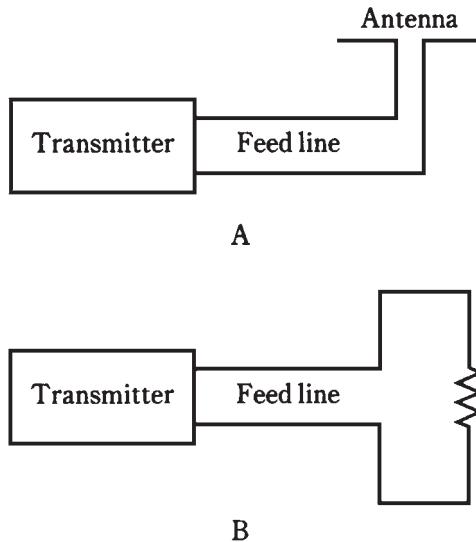 Antenna
Transmitter
Feed line
A
Transmitter
Feed line
B